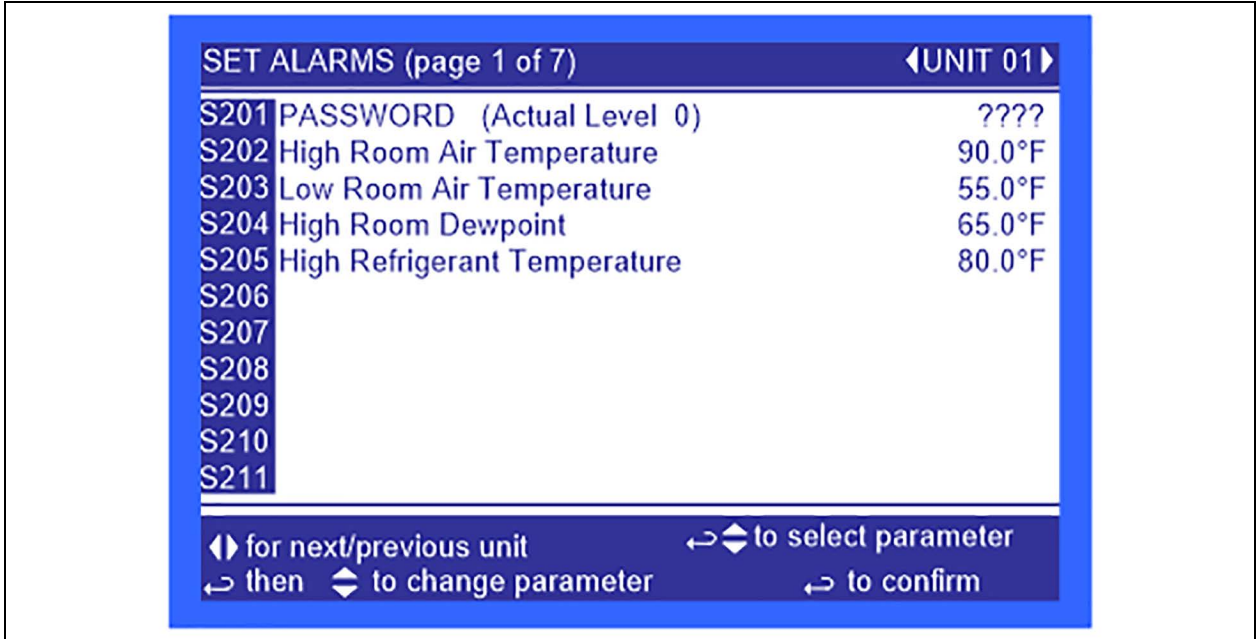 SET ALARMS (page 1 of 7) UNIT 01
S201 PASSWORD (Actual Level 0) ????
S202 High Room Air Temperature 90.0°F
S203 Low Room Air Temperature 55.0°F
S204 High Room Dewpoint 65.0°F
S205 High Refrigerant Temperature 80.0°F
S206
S207
S208
S209
S210
S211
for next/previous unit to select parameter
then to change parameter to confirm